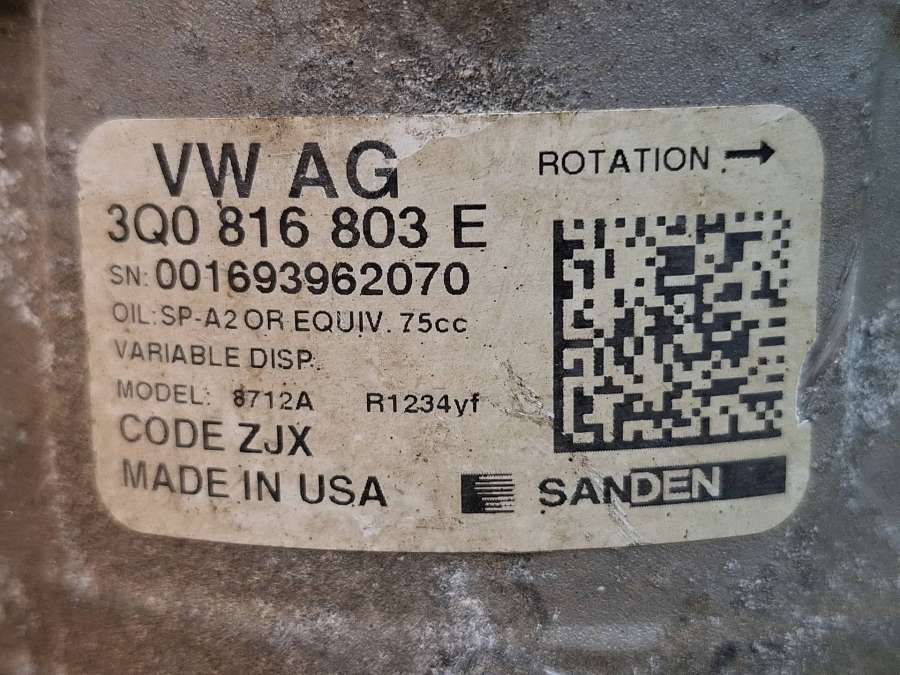 VW AG
3Q0 816 803 E
SN: 001693962070
OIL: SP-A2 OR EQUIV. 75cc
VARIABLE DISP.
MODEL: 8712A R1234yf
CODE ZJX
MADE IN USA
ROTATION →
SANDEN